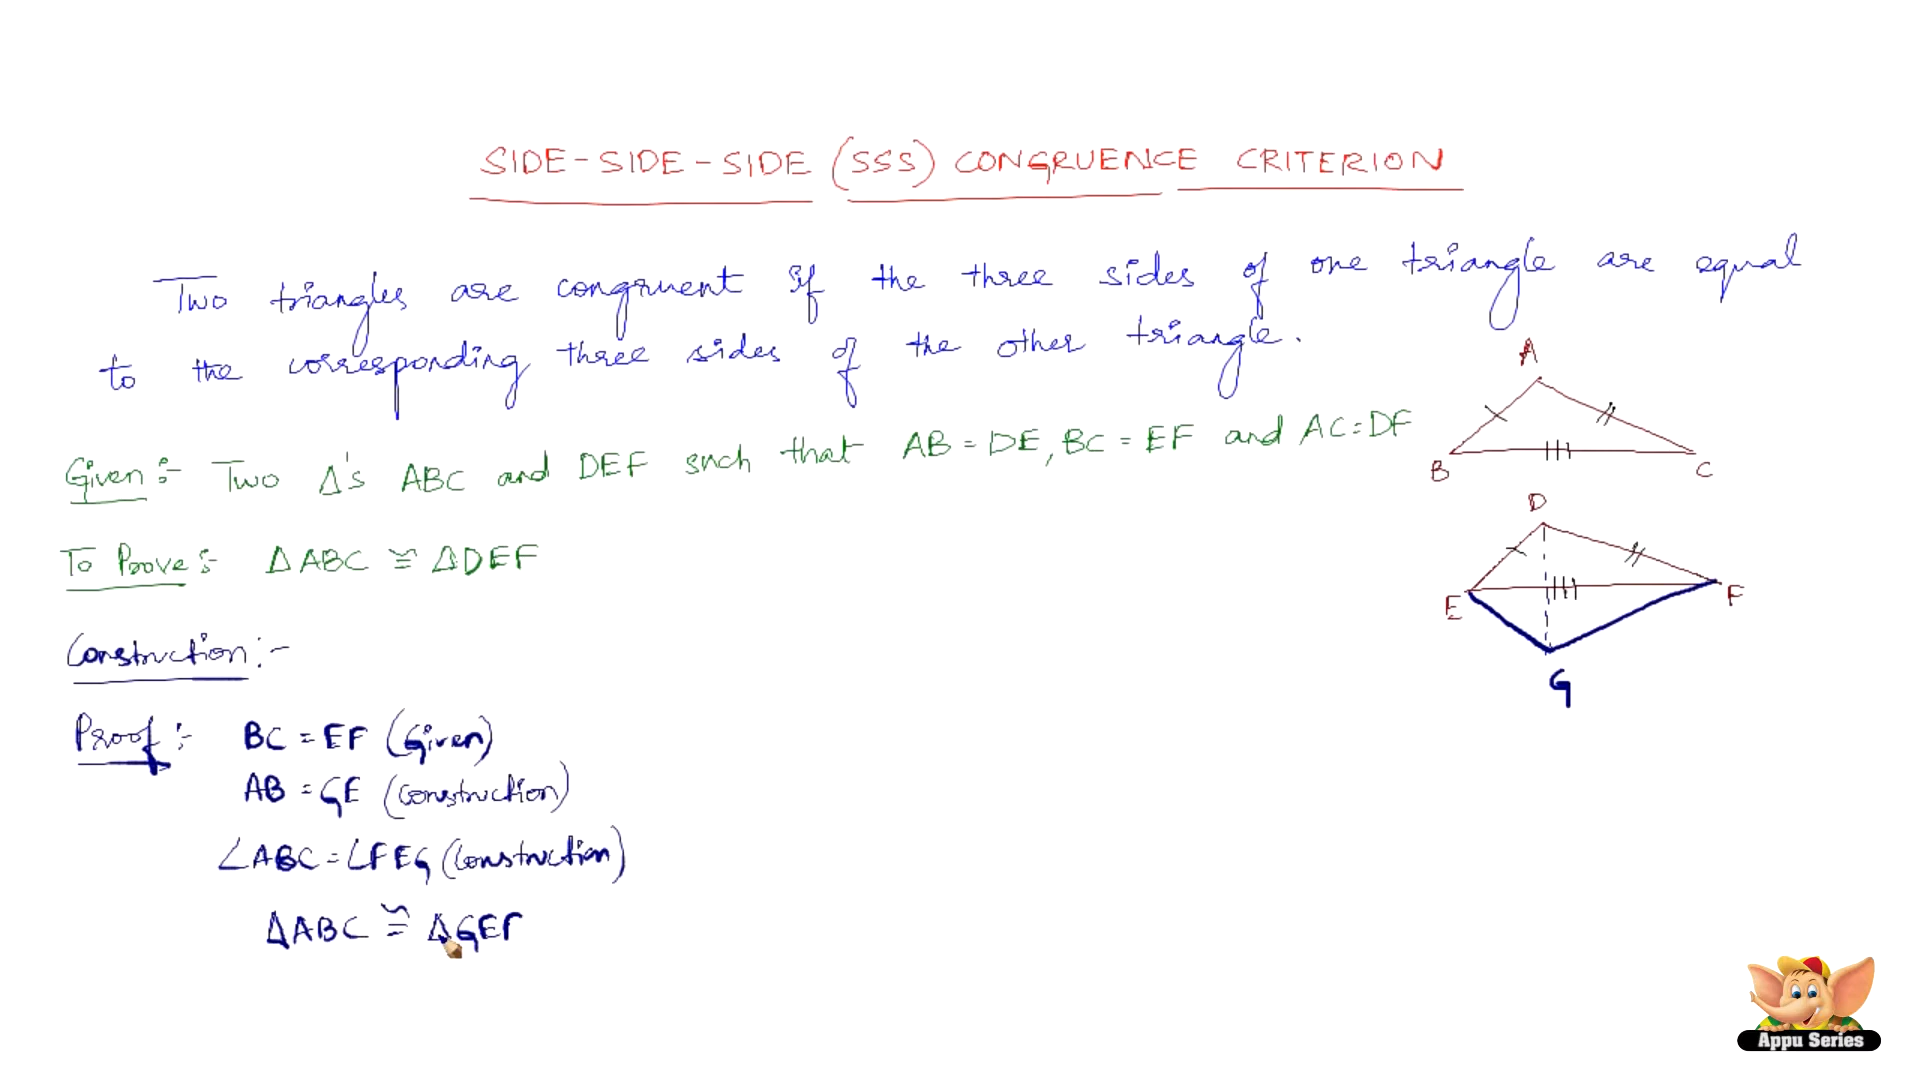 SIDE-SIDE-SIDE (SSS) CONGRUENCE CRITERION
Two triangles are congruent if the three sides of one triangle are equal
to the corresponding three sides of the other triangle.
Given:- Two Δ's ABC and DEF such that AB = DE, BC = EF and AC=DF
To Prove:- ΔABC ≅ ΔDEF
Construction:-
Proof:- BC = EF (Given)
AB = GE (Construction)
∠ABC = ∠FEG (Construction)
ΔABC ≅ ΔGEF
A
B
C
D
E
F
G
Appu Series